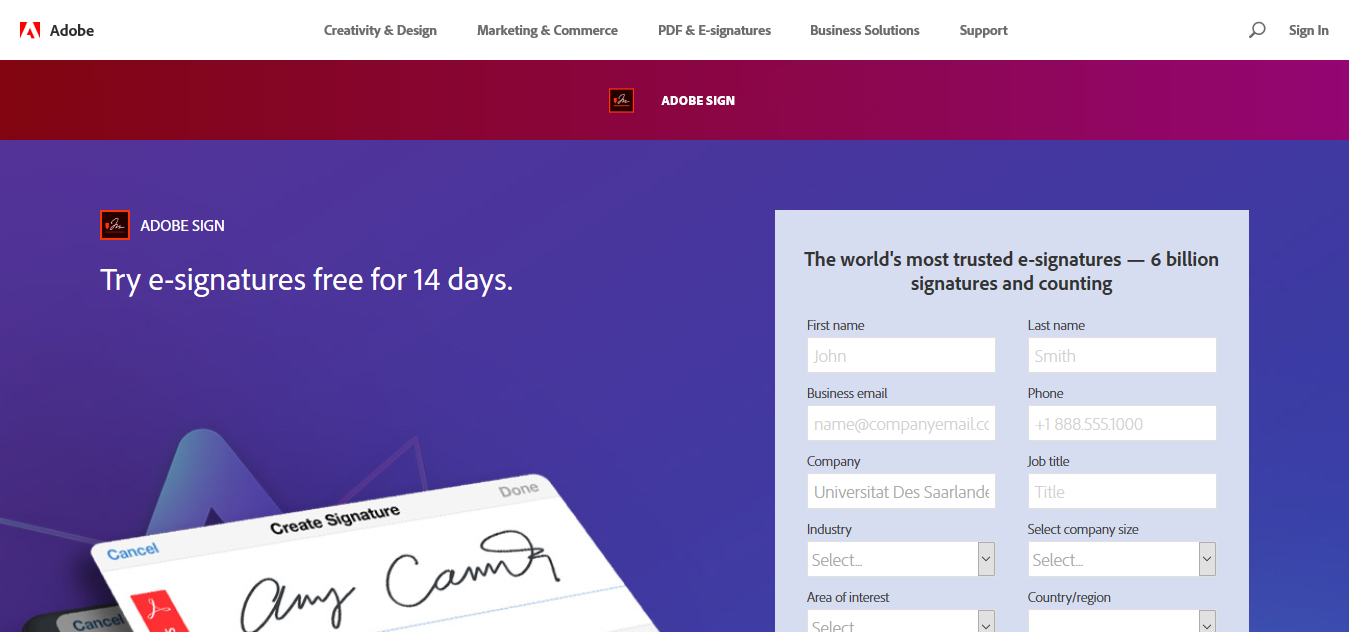 Adobe
Creativity & Design
Marketing & Commerce
PDF & E-signatures
Business Solutions
Support
Sign In
ADOBE SIGN
ADOBE SIGN
Try e-signatures free for 14 days.
Cancel
Create Signature
Done
Cancel
The world's most trusted e-signatures — 6 billion
signatures and counting
First name
Last name
John
Smith
Business email
Phone
name@companyemail.co
+1 888.555.1000
Company
Job title
Universitat Des Saarlande
Title
Industry
Select company size
Select...
Select...
Area of interest
Country/region
Select